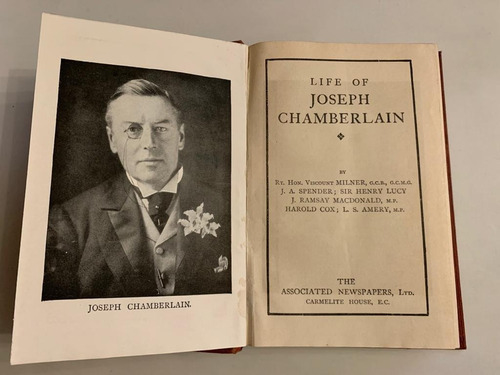 JOSEPH CHAMBERLAIN.
LIFE OF
JOSEPH
CHAMBERLAIN
BY
RT. HON. VISCOUNT MILNER, G.C.B., G.C.M.G.
J. A. SPENDER; SIR HENRY LUCY
J. RAMSAY MACDONALD, M.P.
HAROLD COX; L. S. AMERY, M.P.
THE
ASSOCIATED NEWSPAPERS, LTD.
CARMELITE HOUSE, E.C.